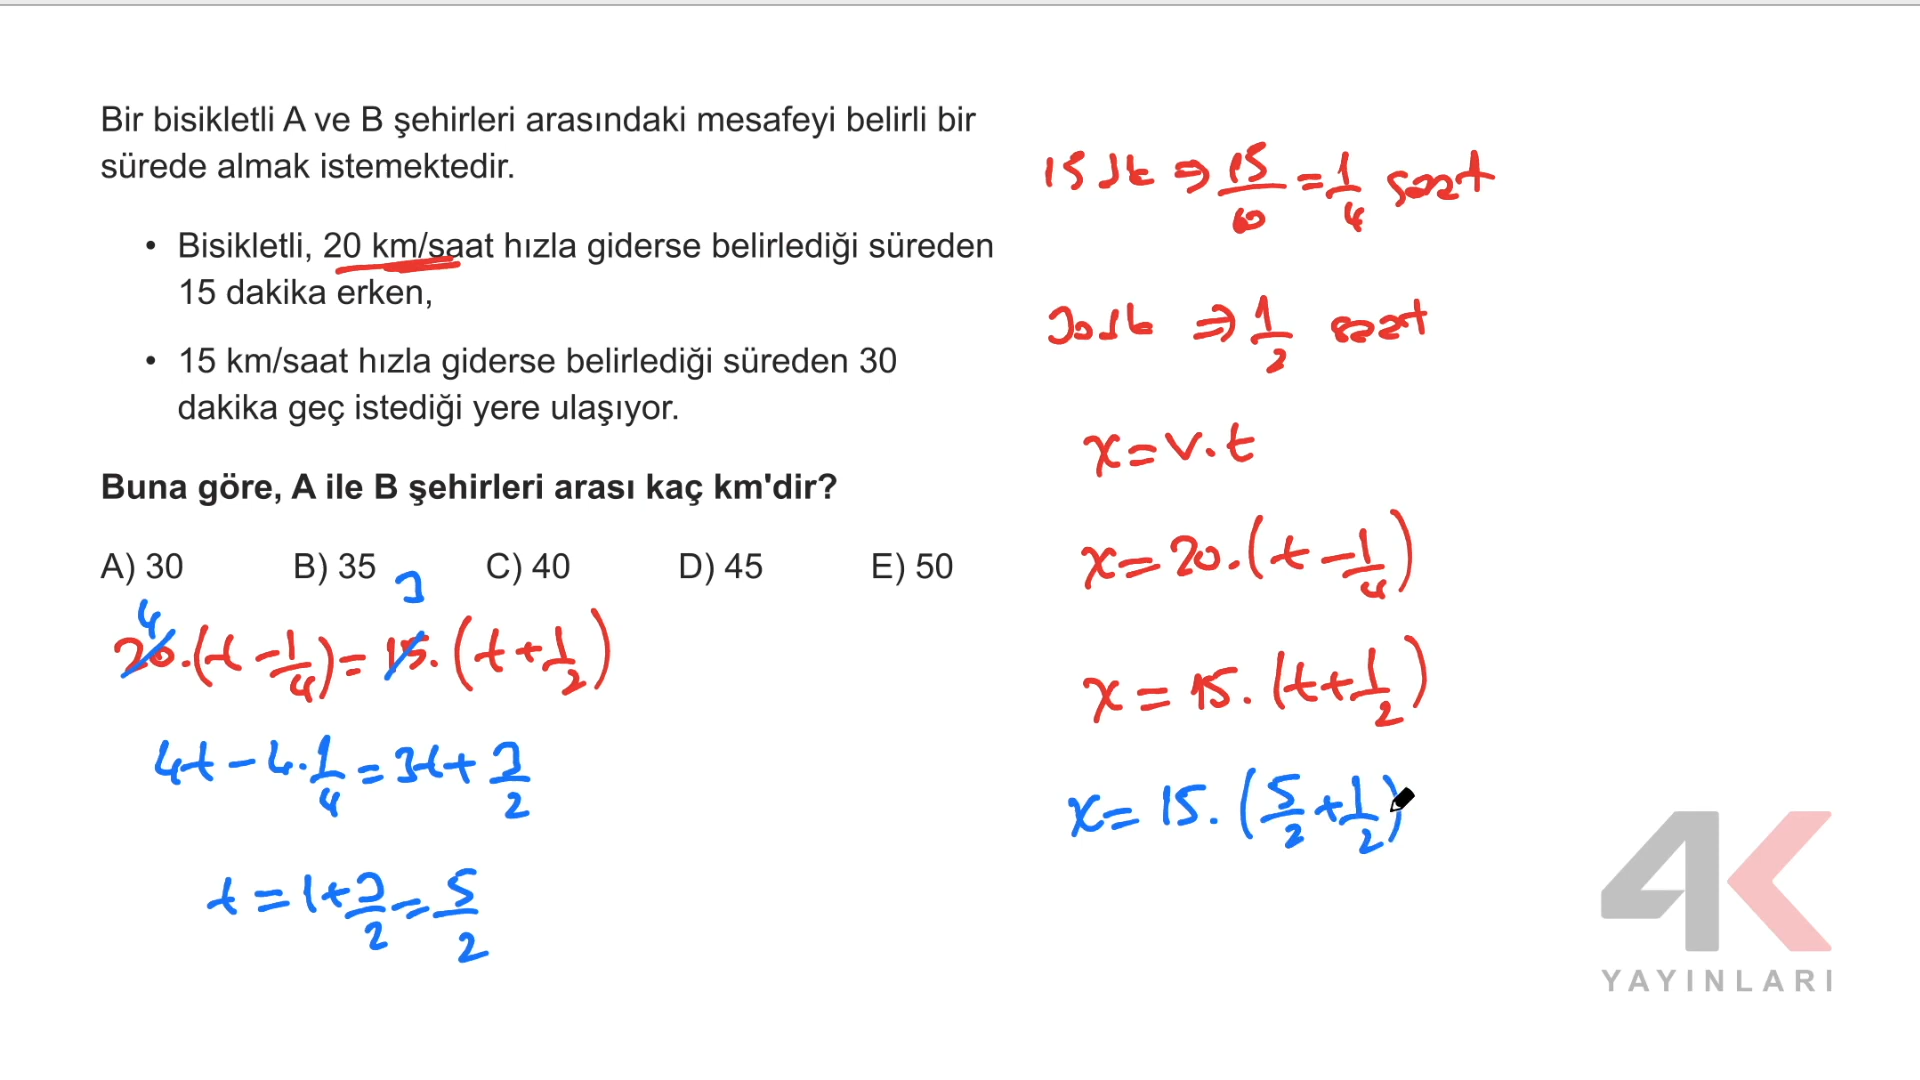 Bir bisikletli A ve B şehirleri arasındaki mesafeyi belirli bir
sürede almak istemektedir.
• Bisikletli, 20 km/saat hızla giderse belirlediği süreden
15 dakika erken,
• 15 km/saat hızla giderse belirlediği süreden 30
dakika geç istediği yere ulaşıyor.
Buna göre, A ile B şehirleri arası kaç km'dir?
A) 30 B) 35 C) 40 D) 45 E) 50
4 3
20.(t - 1/4) = 15.(t + 1/2)
4t - 4.1/4 = 3t + 3/2
t = 1 + 3/2 = 5/2
15 dk ⇒ 15/60 = 1/4 saat
30 dk ⇒ 1/2 saat
x = v.t
x = 20.(t - 1/4)
x = 15.(t + 1/2)
x = 15.(5/2 + 1/2)
4K
YAYINLARI